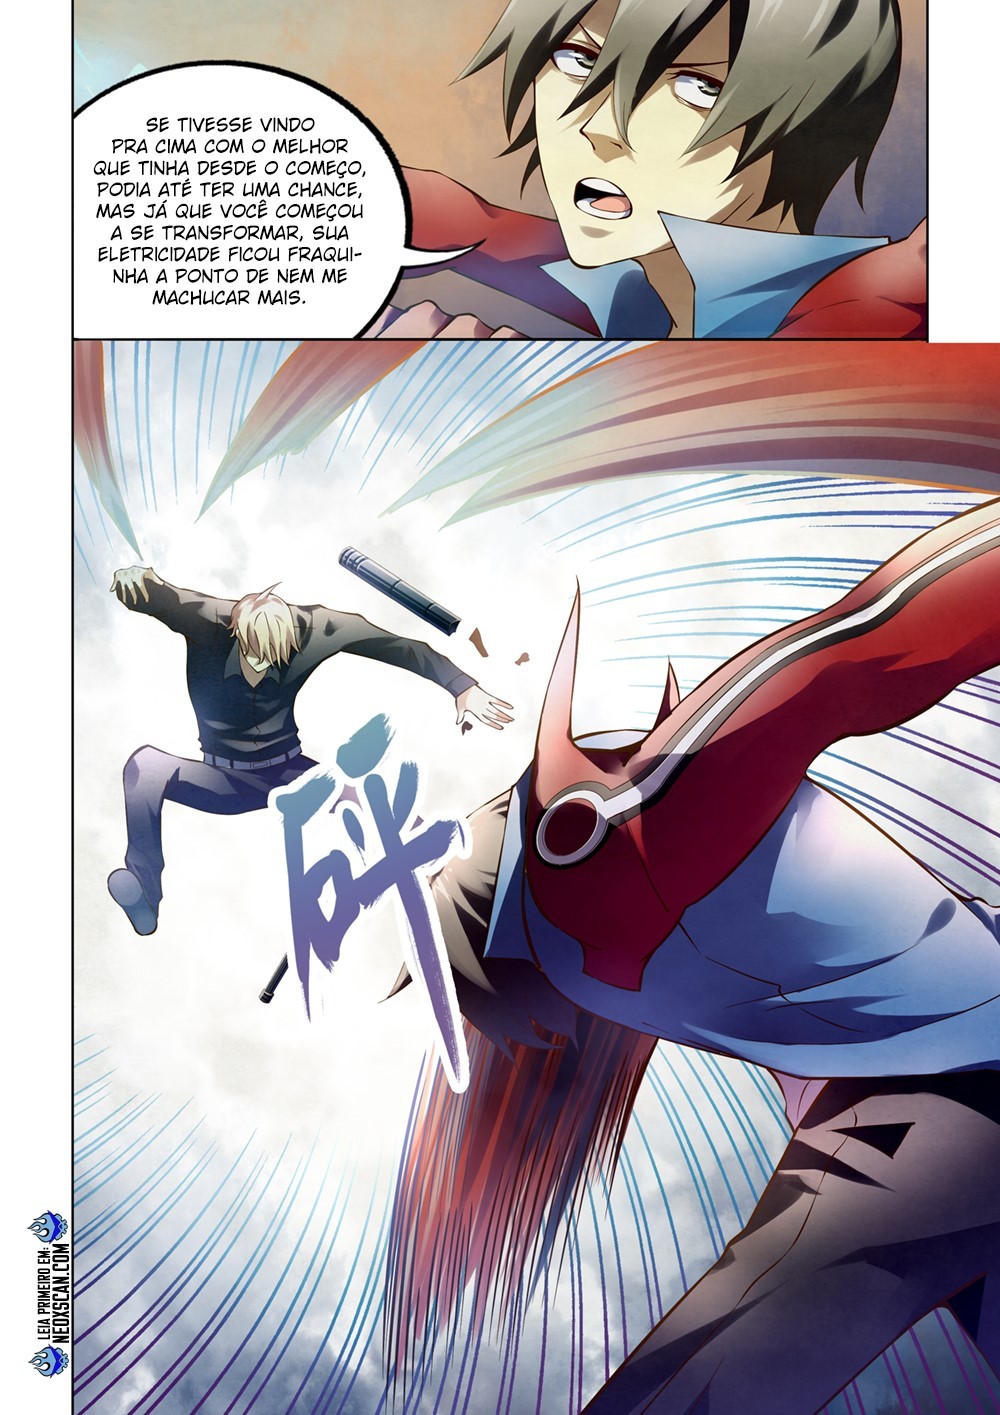 SE TIVESSE VINDO
PRA CIMA COM O MELHOR
QUE TINHA DESDE O COMEÇO,
PODIA ATÉ TER UMA CHANCE,
MAS JÁ QUE VOCÊ COMEÇOU
A SE TRANSFORMAR, SUA
ELETRICIDADE FICOU FRAQUI-
NHA A PONTO DE NEM ME
MACHUCAR MAIS.
砰
LEIA PRIMEIRO EM:
NEOXSCAN.COM